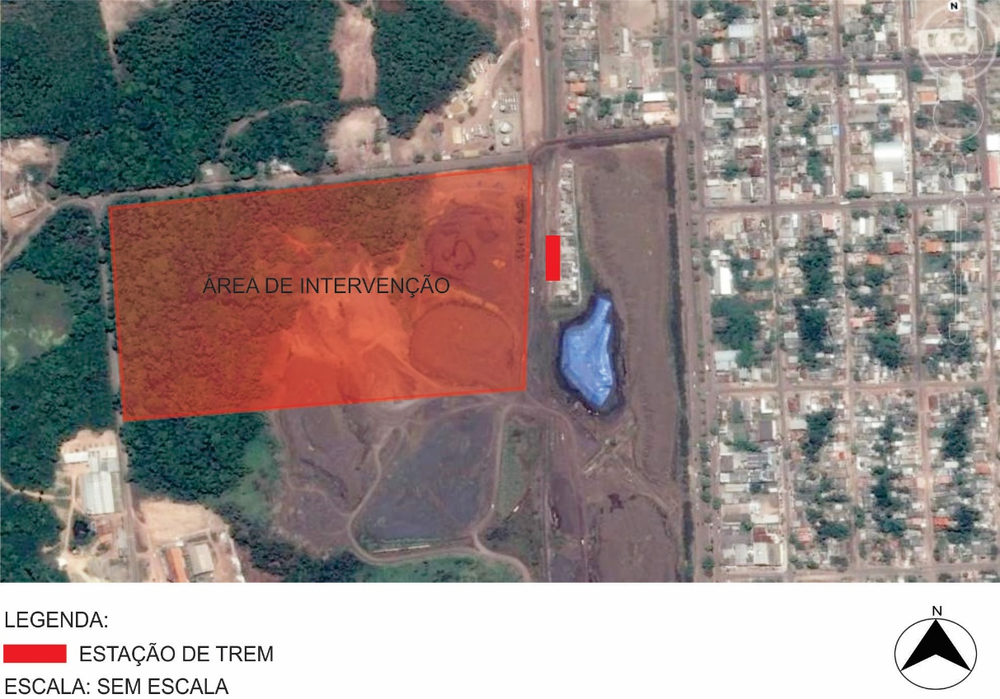 N
ÁREA DE INTERVENÇÃO
LEGENDA:
N
ESTAÇÃO DE TREM
ESCALA: SEM ESCALA